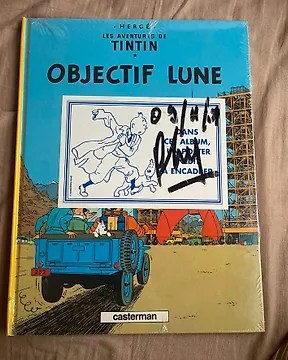 HERGÉ
LES AVENTURES DE
TINTIN
OBJECTIF LUNE
DANS
CET ALBUM,
A ENCADRER
casterman